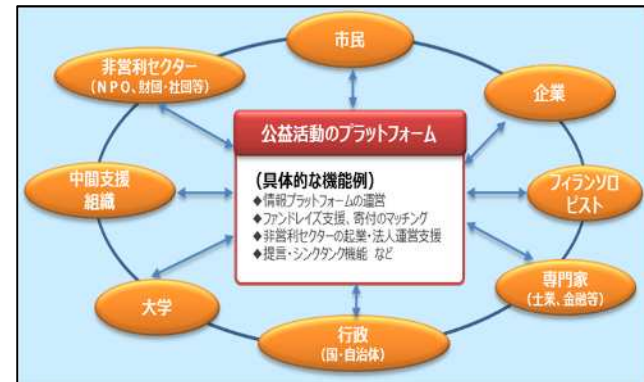 市民
非営利セクター
(NPO、財団・社団等)
企業
公益活動のプラットフォーム
(具体的な機能例)
◆情報プラットフォームの運営
◆ファンドレイズ支援、寄付のマッチング
◆非営利セクターの起業・法人運営支援
◆提言・シンクタンク機能 など
中間支援
組織
フィランソロ
ピスト
大学
専門家
(士業、金融等)
行政
(国・自治体)